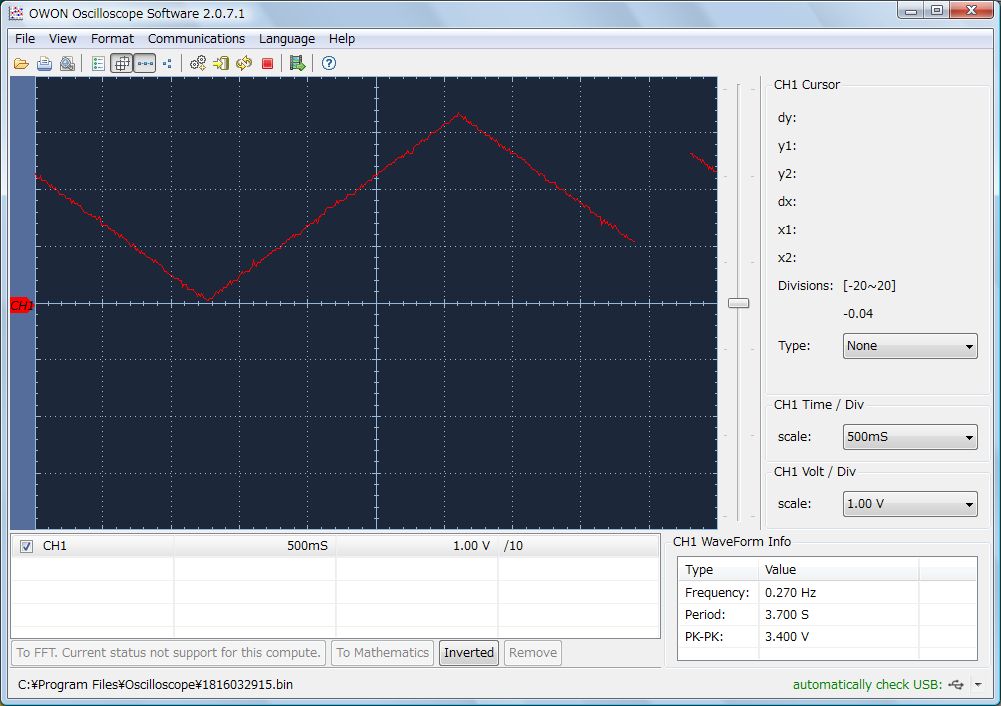 OWON Oscilloscope Software 2.0.7.1
File View Format Communications Language Help
CH1
CH1 Cursor
dy:
y1:
y2:
dx:
x1:
x2:
Divisions: [-20~20]
-0.04
Type: None
CH1 Time / Div
scale: 500mS
CH1 Volt / Div
scale: 1.00 V
CH1 500mS 1.00 V /10
CH1 WaveForm Info
Type Value
Frequency: 0.270 Hz
Period: 3.700 S
PK-PK: 3.400 V
To FFT. Current status not support for this compute. To Mathematics Inverted Remove
C:¥Program Files¥Oscilloscope¥1816032915.bin automatically check USB: